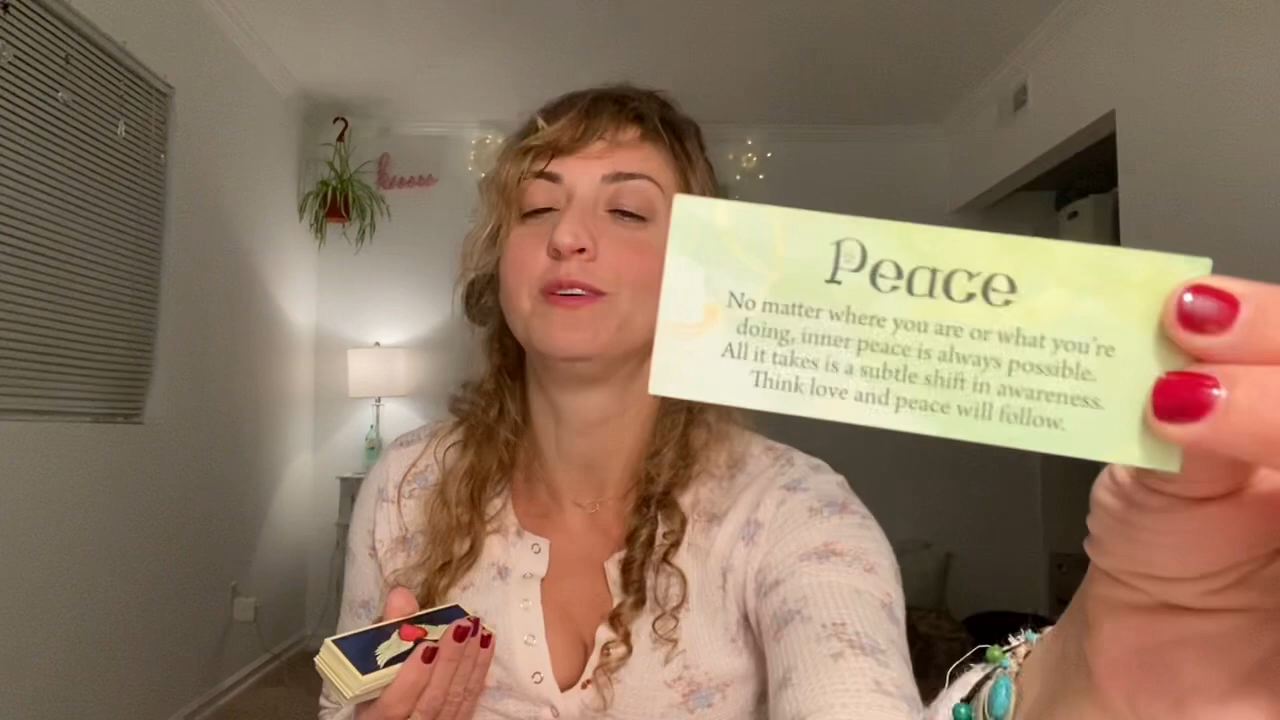 Peace
No matter where you are or what you're
doing, inner peace is always possible.
All it takes is a subtle shift in awareness.
Think love and peace will follow.